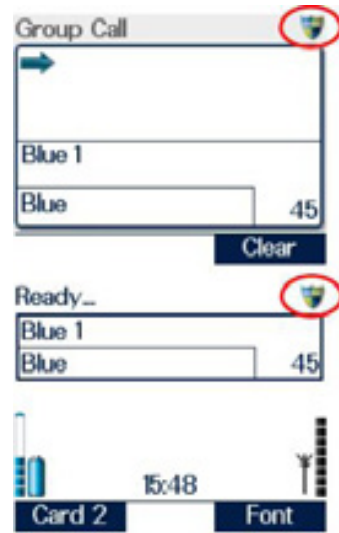 Group Call
Blue 1
Blue 45
Clear
Ready...
Blue 1
Blue 45
15:48
Card 2 Font